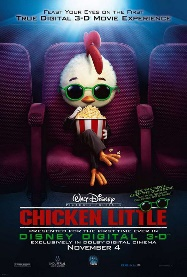 Feast Your Eyes on the First
True Digital 3-D Movie Experience
Walt Disney
CHICKEN LITTLE
Presented for the First Time Ever in
Disney Digital 3-D
Exclusively in Dolby Digital Cinema
November 4